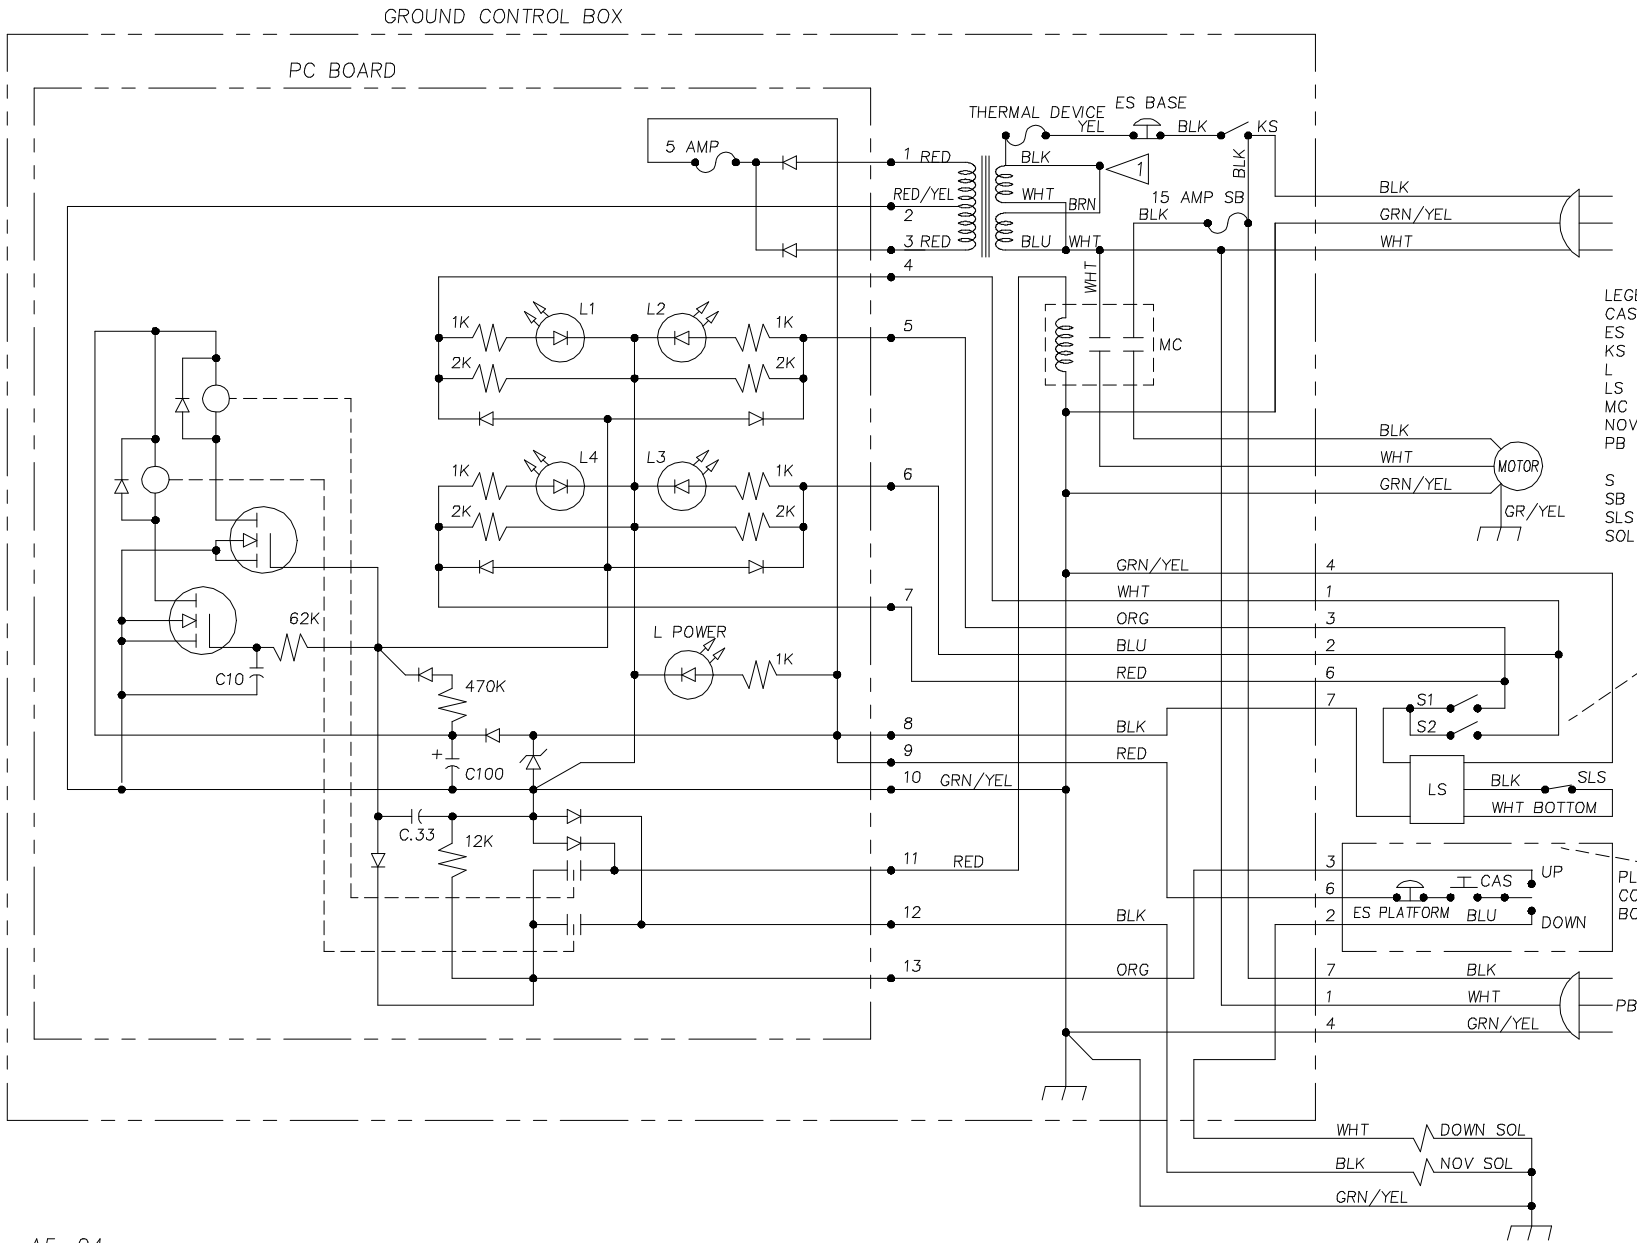 GROUND CONTROL BOX
PC BOARD
THERMAL DEVICE
ES BASE
YEL
BLK
KS
5 AMP
1 RED
BLK
1
BLK
RED/YEL
2
WHT
BRN
15 AMP SB
BLK
BLK
GRN/YEL
3 RED
BLU
WHT
WHT
4
WHT
LEGE
CAS
ES
KS
L
LS
MC
NOV
PB
S
SB
SLS
SOL
1K
L1
L2
1K
5
MC
2K
2K
BLK
1K
L4
L3
1K
6
WHT
MOTOR
GRN/YEL
2K
2K
GR/YEL
GRN/YEL
4
WHT
1
7
ORG
3
62K
L POWER
BLU
2
1K
RED
6
C10
470K
7
S1
8
BLK
S2
9
RED
+
C100
10
GRN/YEL
LS
BLK
SLS
WHT BOTTOM
C.33
12K
11
RED
3
UP
6
CAS
PL
CO
BO
12
BLK
2
ES PLATFORM
BLU
DOWN
13
ORG
7
BLK
1
WHT
PB
4
GRN/YEL
WHT
DOWN SOL
BLK
NOV SOL
GRN/YEL